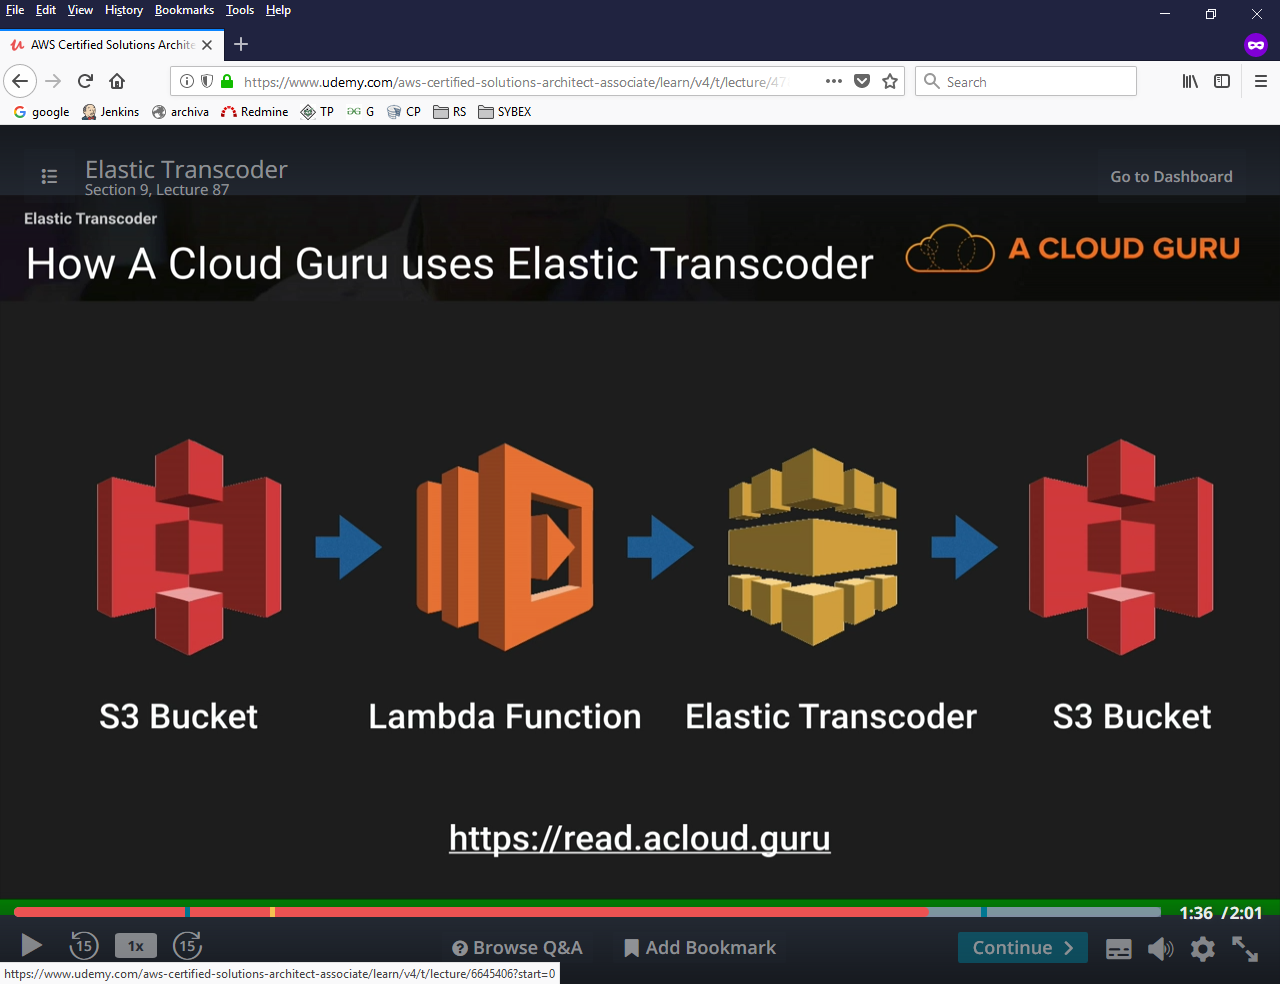 File Edit View History Bookmarks Tools Help
AWS Certified Solutions Archite
https://www.udemy.com/aws-certified-solutions-architect-associate/learn/v4/t/lecture/47
Search
google Jenkins archiva Redmine TP G CP RS SYBEX
Elastic Transcoder
Section 9, Lecture 87
Go to Dashboard
Elastic Transcoder
How A Cloud Guru uses Elastic Transcoder
A CLOUD GURU
S3 Bucket Lambda Function Elastic Transcoder S3 Bucket
https://read.acloud.guru
1:36 /2:01
15 1x 15 Browse Q&A Add Bookmark Continue
https://www.udemy.com/aws-certified-solutions-architect-associate/learn/v4/t/lecture/6645406?start=0